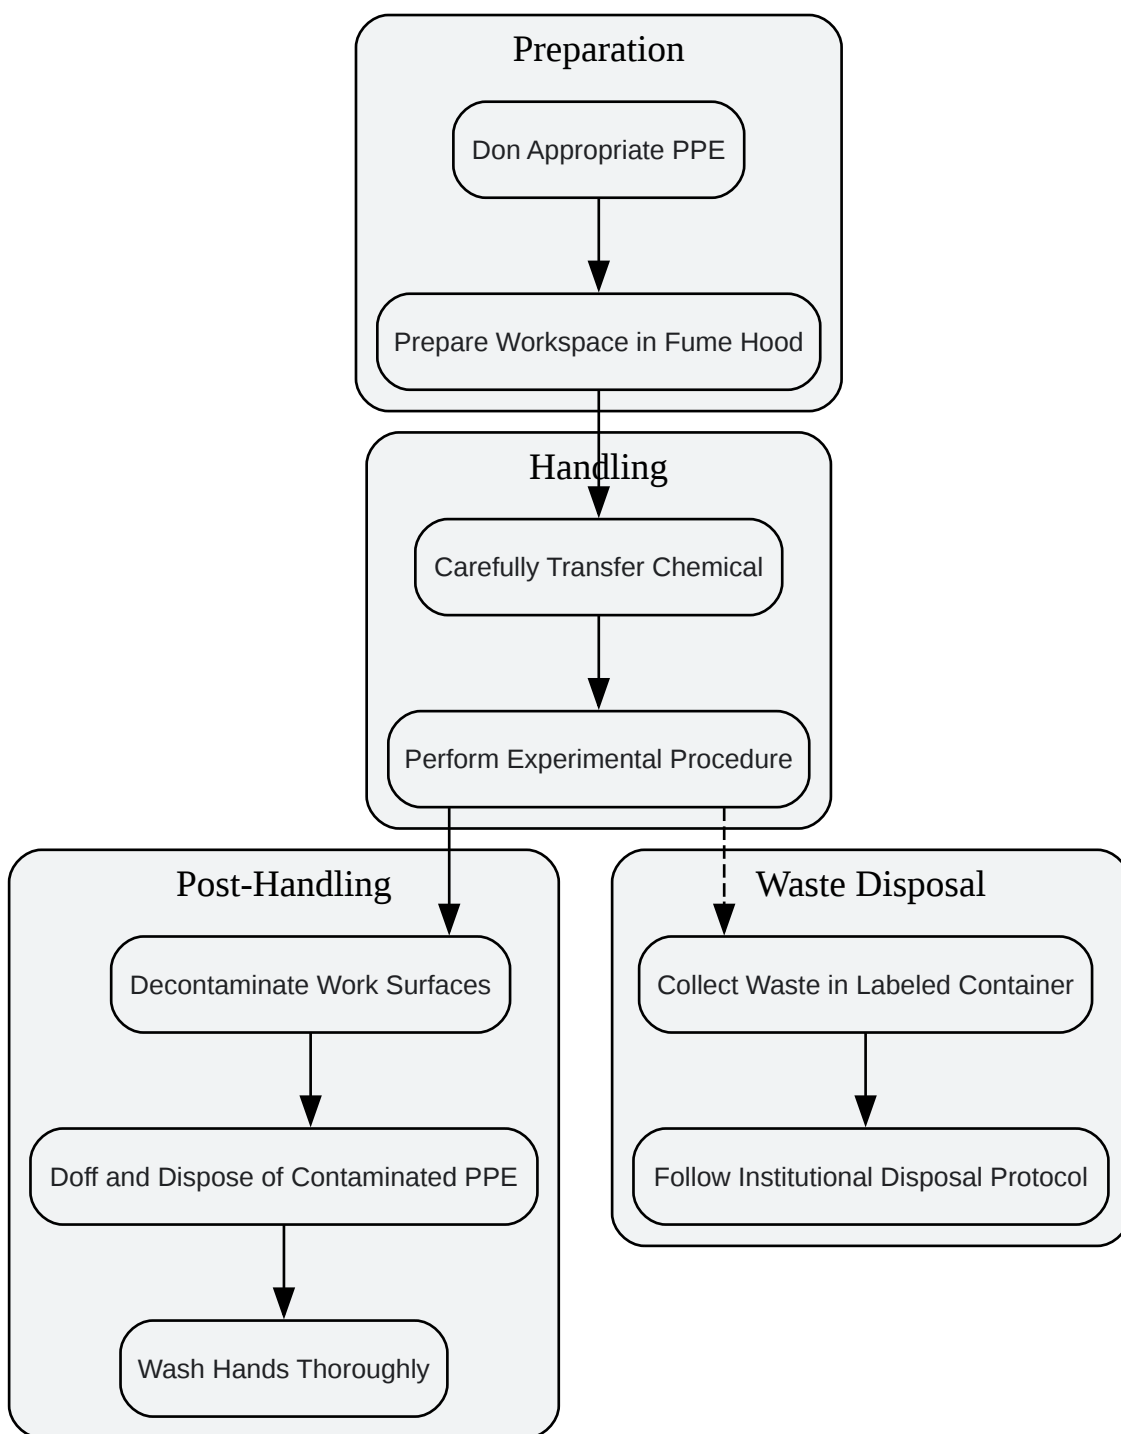 Preparation
Don Appropriate PPE
Prepare Workspace in Fume Hood
Handling
Carefully Transfer Chemical
Perform Experimental Procedure
Post-Handling
Decontaminate Work Surfaces
Doff and Dispose of Contaminated PPE
Wash Hands Thoroughly
Waste Disposal
Collect Waste in Labeled Container
Follow Institutional Disposal Protocol